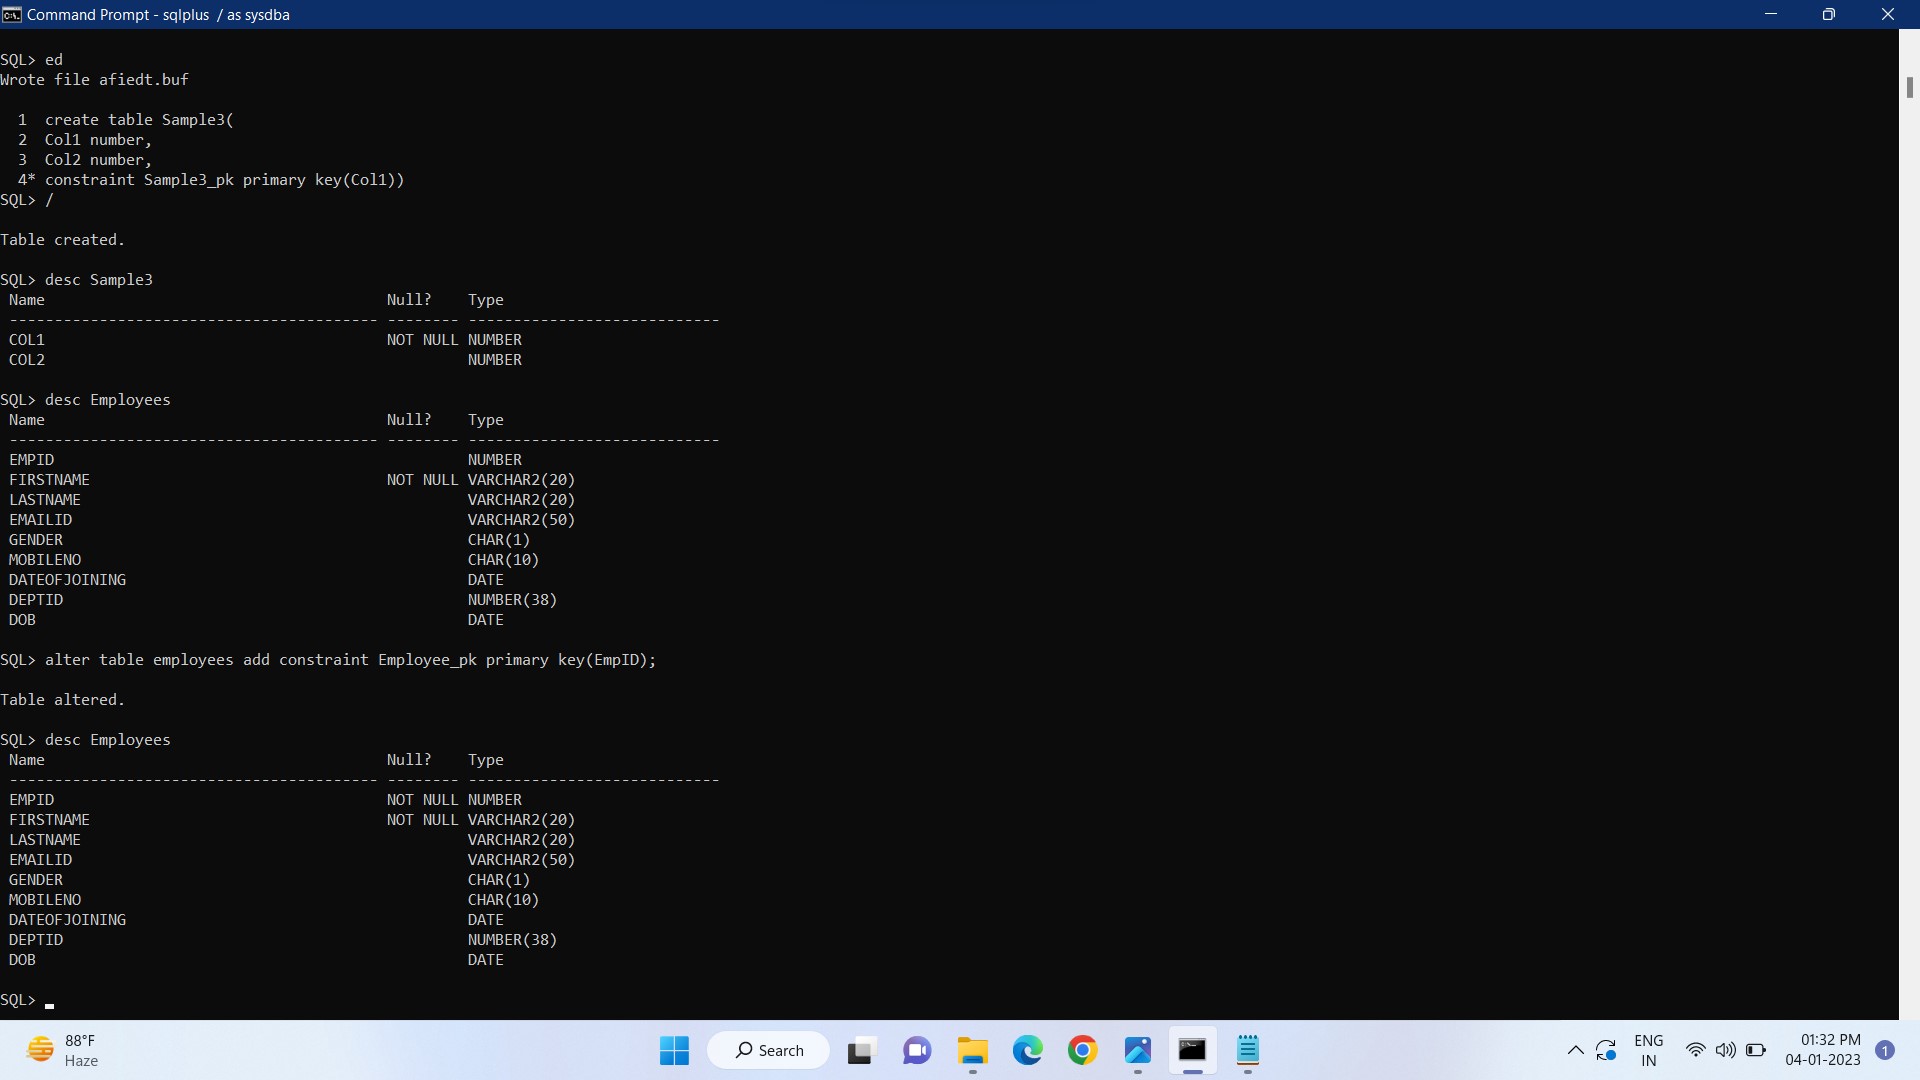 Command Prompt - sqlplus  / as sysdba
SQL> ed
Wrote file afiedt.buf
  1  create table Sample3(
  2  Col1 number,
  3  Col2 number,
  4* constraint Sample3_pk primary key(Col1))
SQL> /
Table created.
SQL> desc Sample3
 Name                                      Null?    Type
 ----------------------------------------- -------- ----------------------------
 COL1                                      NOT NULL NUMBER
 COL2                                               NUMBER
SQL> desc Employees
 Name                                      Null?    Type
 ----------------------------------------- -------- ----------------------------
 EMPID                                              NUMBER
 FIRSTNAME                                 NOT NULL VARCHAR2(20)
 LASTNAME                                           VARCHAR2(20)
 EMAILID                                            VARCHAR2(50)
 GENDER                                             CHAR(1)
 MOBILENO                                           CHAR(10)
 DATEOFJOINING                                      DATE
 DEPTID                                             NUMBER(38)
 DOB                                                DATE
SQL> alter table employees add constraint Employee_pk primary key(EmpID);
Table altered.
SQL> desc Employees
 Name                                      Null?    Type
 ----------------------------------------- -------- ----------------------------
 EMPID                                     NOT NULL NUMBER
 FIRSTNAME                                 NOT NULL VARCHAR2(20)
 LASTNAME                                           VARCHAR2(20)
 EMAILID                                            VARCHAR2(50)
 GENDER                                             CHAR(1)
 MOBILENO                                           CHAR(10)
 DATEOFJOINING                                      DATE
 DEPTID                                             NUMBER(38)
 DOB                                                DATE
SQL>
88°F
Haze
Search
ENG
IN
01:32 PM
04-01-2023
1